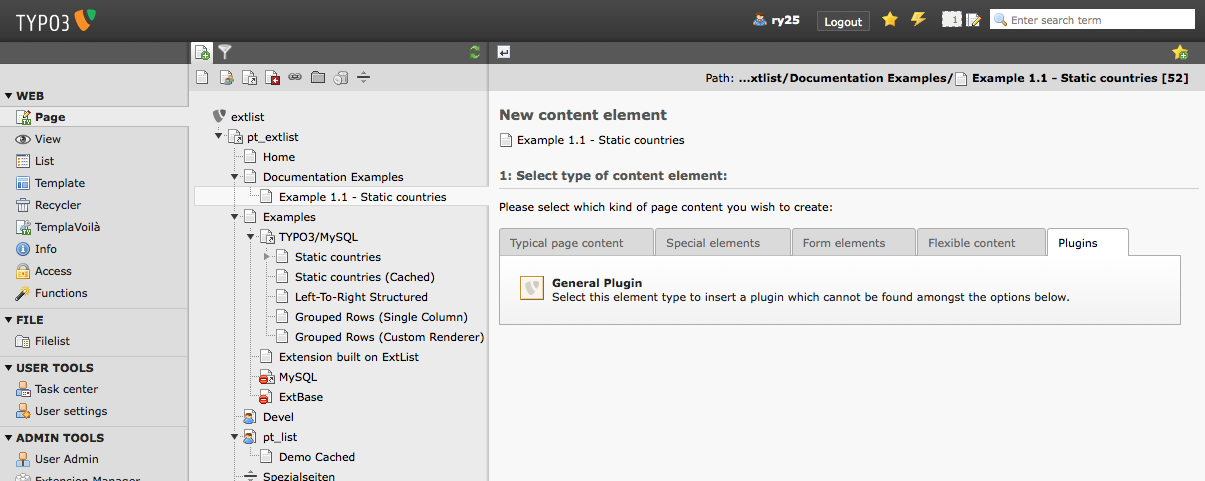 TYPO3
ry25
Logout
1
Enter search term
Path: ...xtlist/Documentation Examples/ Example 1.1 - Static countries [52]
WEB
Page
View
List
Template
Recycler
TemplaVoilà
Info
Access
Functions
FILE
Filelist
USER TOOLS
Task center
User settings
ADMIN TOOLS
User Admin
Extension Manager
extlist
pt_extlist
Home
Documentation Examples
Example 1.1 - Static countries
Examples
TYPO3/MySQL
Static countries
Static countries (Cached)
Left-To-Right Structured
Grouped Rows (Single Column)
Grouped Rows (Custom Renderer)
Extension built on ExtList
MySQL
ExtBase
Devel
pt_list
Demo Cached
Spezialseiten
New content element
Example 1.1 - Static countries
1: Select type of content element:
Please select which kind of page content you wish to create:
Typical page content
Special elements
Form elements
Flexible content
Plugins
General Plugin
Select this element type to insert a plugin which cannot be found amongst the options below.